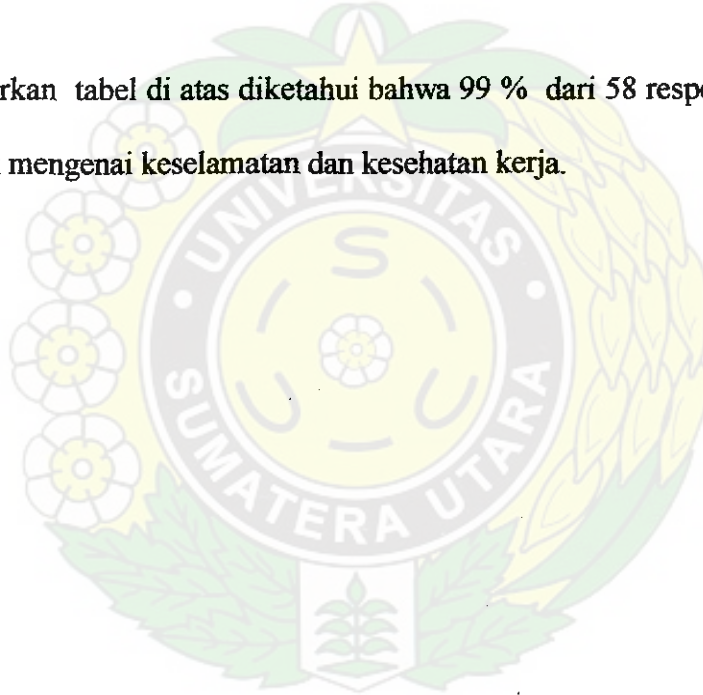 rkan tabel di atas diketahui bahwa 99 % dari 58 resp
mengenai keselamatan dan kesehatan kerja.
UNIVERSITAS
S
U U
SUMATERA UTARA